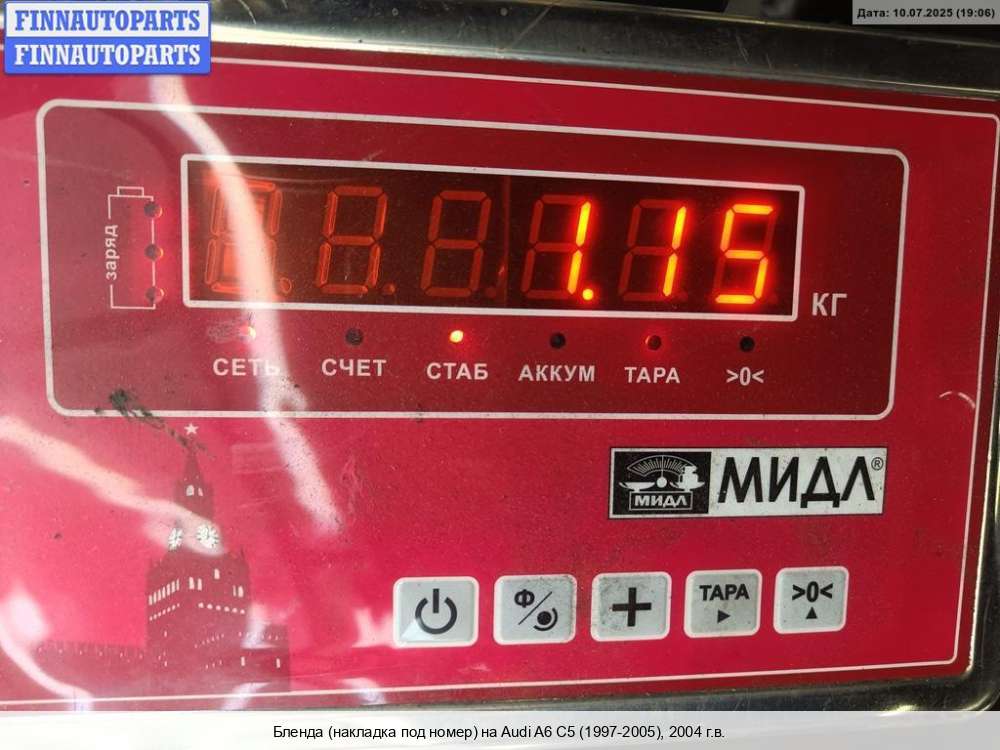 FINNAUTOPARTS
FINNAUTOPARTS
Дата: 10.07.2025 (19:06)
заряд
1.15
КГ
СЕТЬ СЧЕТ СТАБ АККУМ ТАРА >0<
МИДЛ МИДЛ®
Ф ТАРА >0<
Бленда (накладка под номер) на Audi A6 C5 (1997-2005), 2004 г.в.